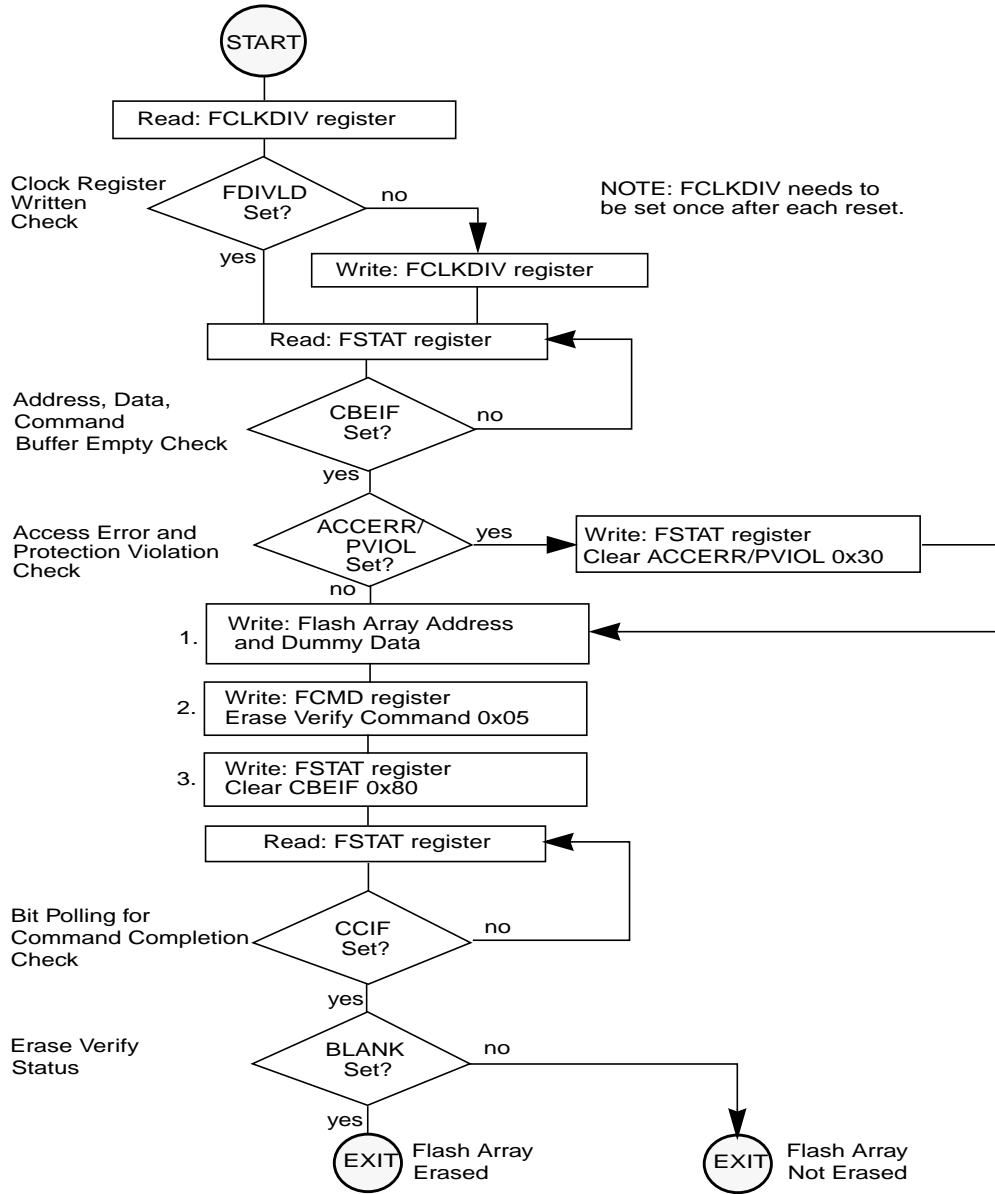 START
Read: FCLKDIV register
Clock Register
Written
Check
FDIVLD
Set?
no
yes
NOTE: FCLKDIV needs to
be set once after each reset.
Write: FCLKDIV register
Read: FSTAT register
Address, Data,
Command
Buffer Empty Check
CBEIF
Set?
no
yes
Access Error and
Protection Violation
Check
ACCERR/
PVIOL
Set?
yes
no
Write: FSTAT register
Clear ACCERR/PVIOL 0x30
1.
Write: Flash Array Address
and Dummy Data
2.
Write: FCMD register
Erase Verify Command 0x05
3.
Write: FSTAT register
Clear CBEIF 0x80
Read: FSTAT register
Bit Polling for
Command Completion
Check
CCIF
Set?
no
yes
Erase Verify
Status
BLANK
Set?
no
yes
EXIT
Flash Array
Erased
EXIT
Flash Array
Not Erased